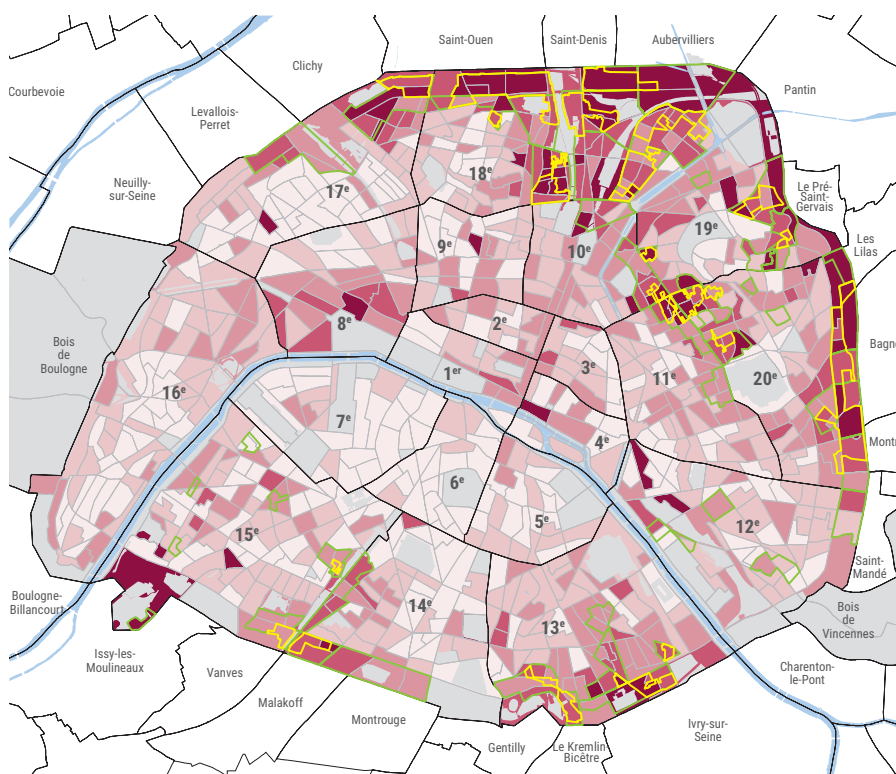 Saint-Ouen
Saint-Denis
Aubervilliers
Clichy
Courbevoie
Pantin
Levallois-
Perret
Neuilly-
sur-Seine
Le Pré-
Saint-
Gervais
18e
17e
19e
9e
10e
Les
Lilas
8e
2e
Bois
de
Boulogne
Bagn
1er
3e
11e
20e
16e
7e
4e
Montr
6e
5e
12e
15e
Saint-
Mandé
14e
13e
Boulogne-
Billancourt
Bois
de
Vincennes
Issy-les-
Moulineaux
Vanves
Charenton-
le-Pont
Malakoff
Montrouge
Ivry-sur-
Seine
Gentilly
Le Kremlin-
Bicêtre